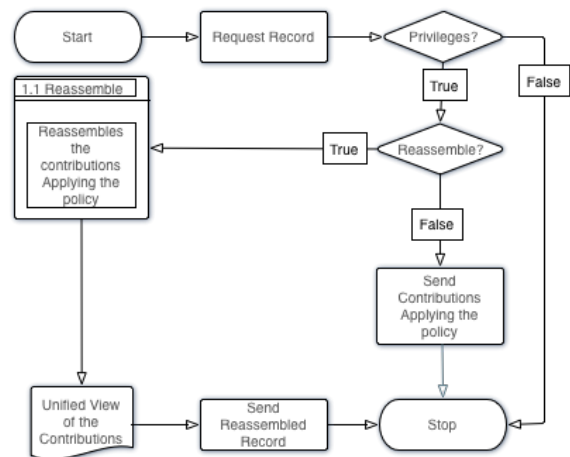 Start
Request Record
Privileges?
False
True
1.1 Reassemble
Reassembles
the
contributions
Applying the
policy
True
Reassemble?
False
Send
Contributions
Applying the
policy
Unified View
of the
Contributions
Send
Reassembled
Record
Stop